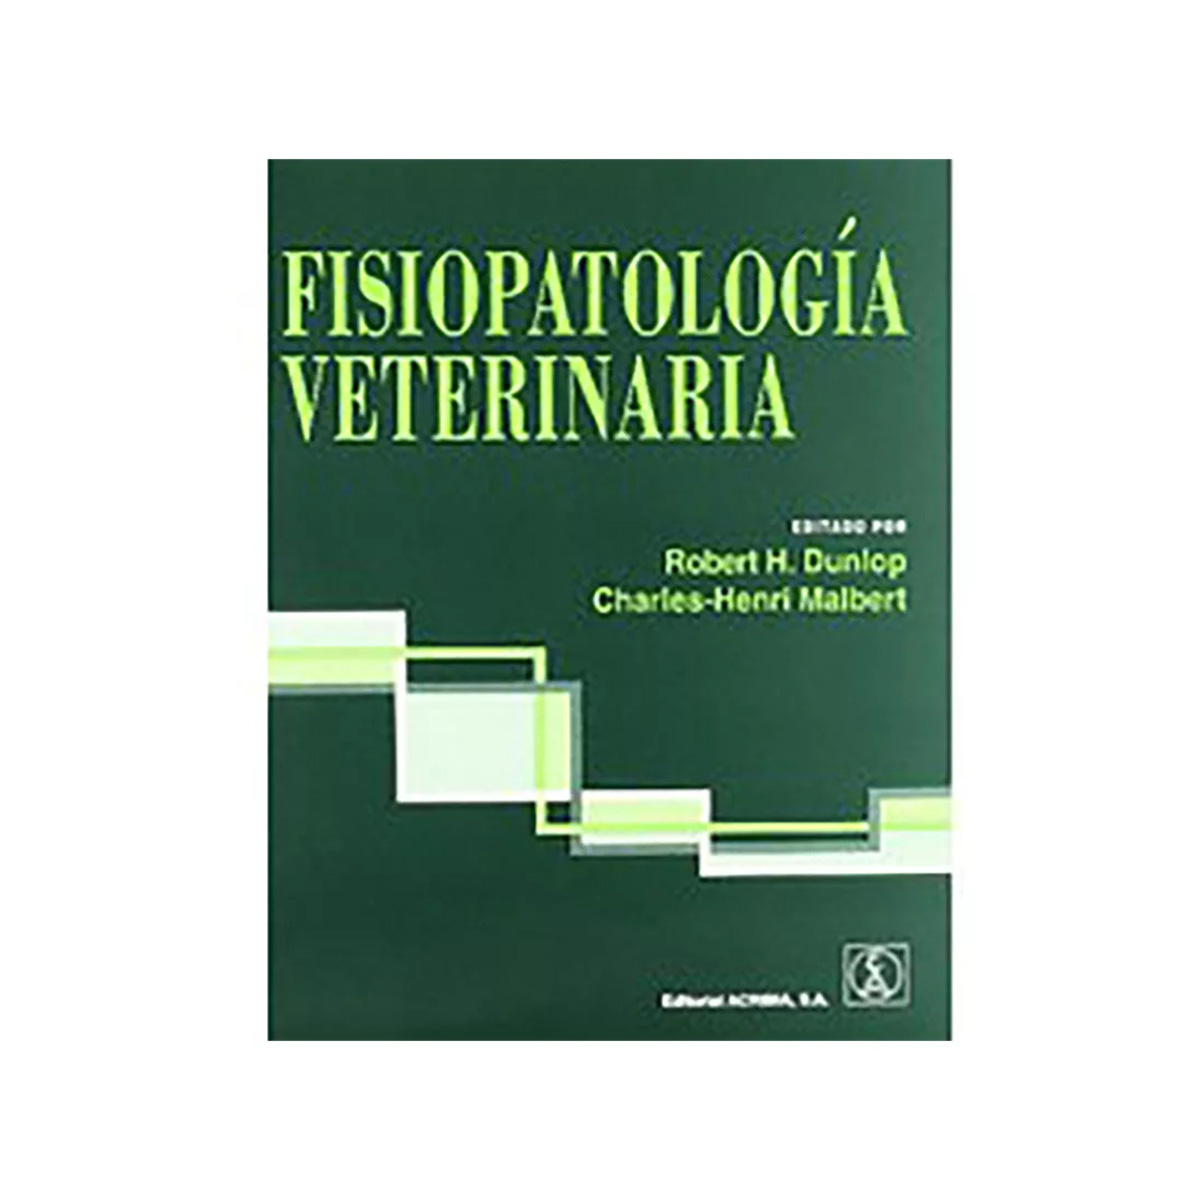 FISIOPATOLOGÍA
VETERINARIA
EDITADO POR
Robert H. Dunlop
Charles-Henri Malbert
Editorial ACRIBIA, S.A.